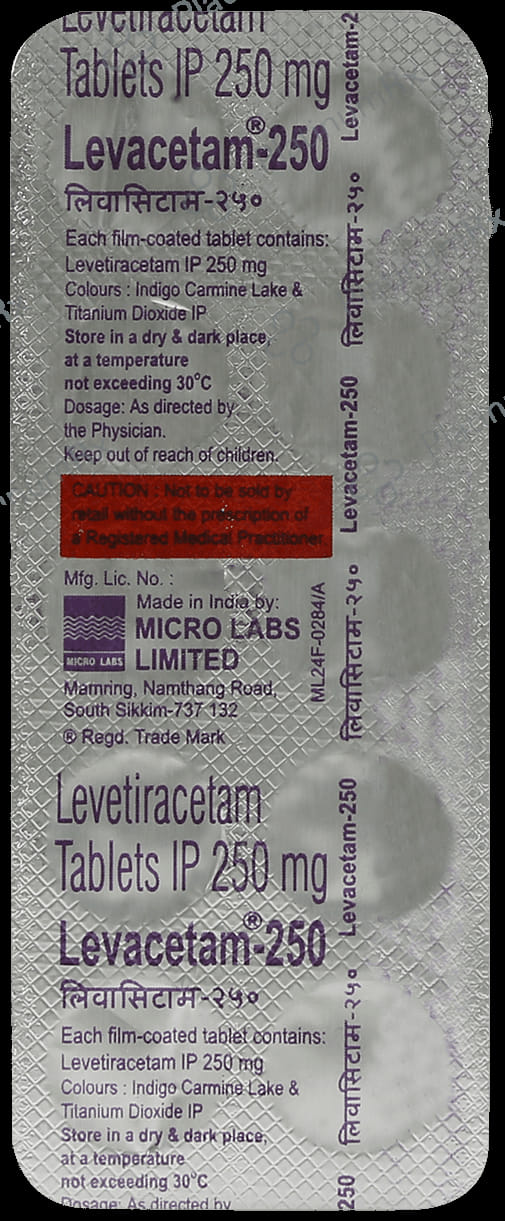 Levetiracetam
Tablets IP 250 mg
Levacetam®-250
लिवासिटाम-२५०
Each film-coated tablet contains:
Levetiracetam IP 250 mg
Colours : Indigo Carmine Lake &
Titanium Dioxide IP
Store in a dry & dark place,
at a temperature
not exceeding 30°C
Dosage: As directed by
the Physician.
Keep out of reach of children.
CAUTION : Not to be sold by
retail without the prescription of
a Registered Medical Practitioner.
Mfg. Lic. No. :
Made in India by:
MICRO LABS
LIMITED
MICRO LABS
Mamring, Namthang Road,
South Sikkim-737 132
® Regd. Trade Mark
ML24F-0284/A
Levetiracetam
Tablets IP 250 mg
Levacetam®-250
लिवासिटाम-२५०
Each film-coated tablet contains:
Levetiracetam IP 250 mg
Colours : Indigo Carmine Lake &
Titanium Dioxide IP
Store in a dry & dark place,
at a temperature
not exceeding 30°C
Dosage: As directed by
Levacetam-2
लिवासिटाम-२५०
Levacetam-250
लिवासिटाम-२५०
Levacetam-250
लिवासिटाम-२५०
250